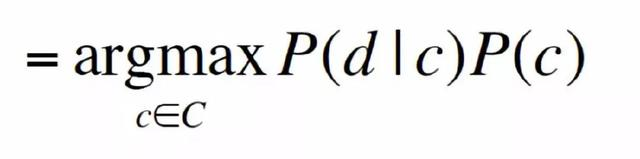 = argmax P(d | c)P(c)
c∈C